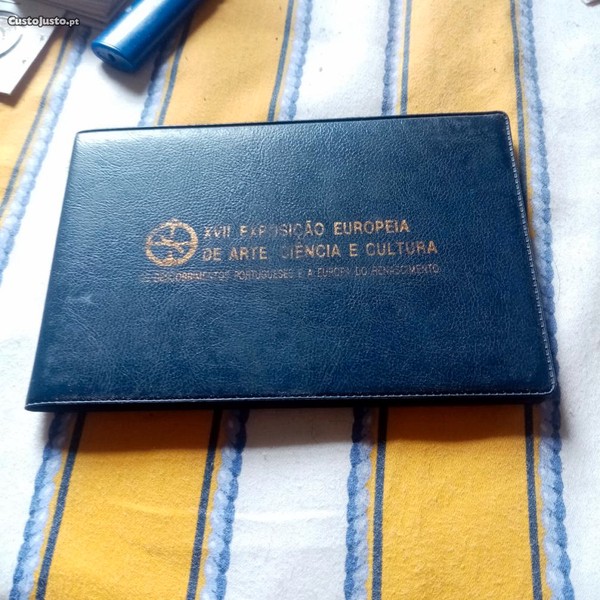 CustoJusto.pt
XVII EXPOSIÇÃO EUROPEIA
DE ARTE, CIÊNCIA E CULTURA
OS DESCOBRIMENTOS PORTUGUESES E A EUROPA DO RENASCIMENTO